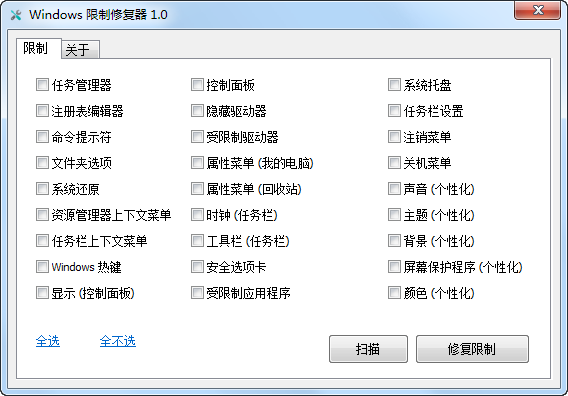 Windows 限制修复器 1.0
限制 关于
任务管理器 控制面板 系统托盘
注册表编辑器 隐藏驱动器 任务栏设置
命令提示符 受限制驱动器 注销菜单
文件夹选项 属性菜单 (我的电脑) 关机菜单
系统还原 属性菜单 (回收站) 声音 (个性化)
资源管理器上下文菜单 时钟 (任务栏) 主题 (个性化)
任务栏上下文菜单 工具栏 (任务栏) 背景 (个性化)
Windows 热键 安全选项卡 屏幕保护程序 (个性化)
显示 (控制面板) 受限制应用程序 颜色 (个性化)
全选 全不选 扫描 修复限制